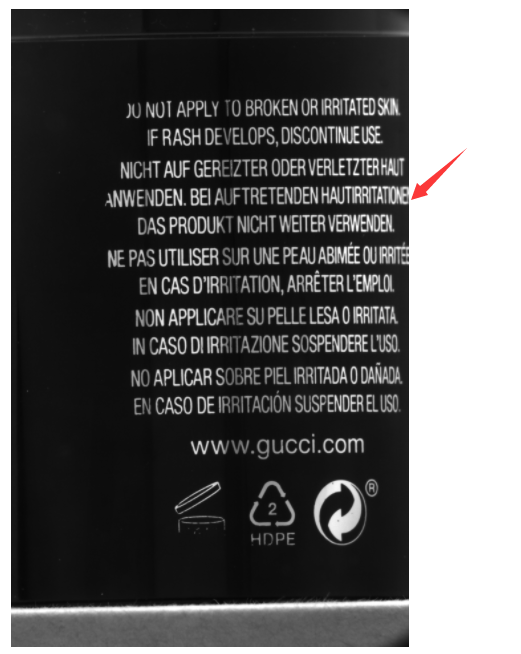 DO NOT APPLY TO BROKEN OR IRRITATED SKIN.
IF RASH DEVELOPS, DISCONTINUE USE.
NICHT AUF GEREIZTER ODER VERLETZTER HAUT
ANWENDEN. BEI AUFTRETENDEN HAUTIRRITATIONEN
DAS PRODUKT NICHT WEITER VERWENDEN.
NE PAS UTILISER SUR UNE PEAU ABIMÉE OU IRRITÉE
EN CAS D'IRRITATION, ARRÊTER L'EMPLOI.
NON APPLICARE SU PELLE LESA O IRRITATA.
IN CASO DI IRRITAZIONE SOSPENDERE L'USO.
NO APLICAR SOBRE PIEL IRRITADA O DAÑADA.
EN CASO DE IRRITACIÓN SUSPENDER EL USO.
www.gucci.com
2
HDPE
®